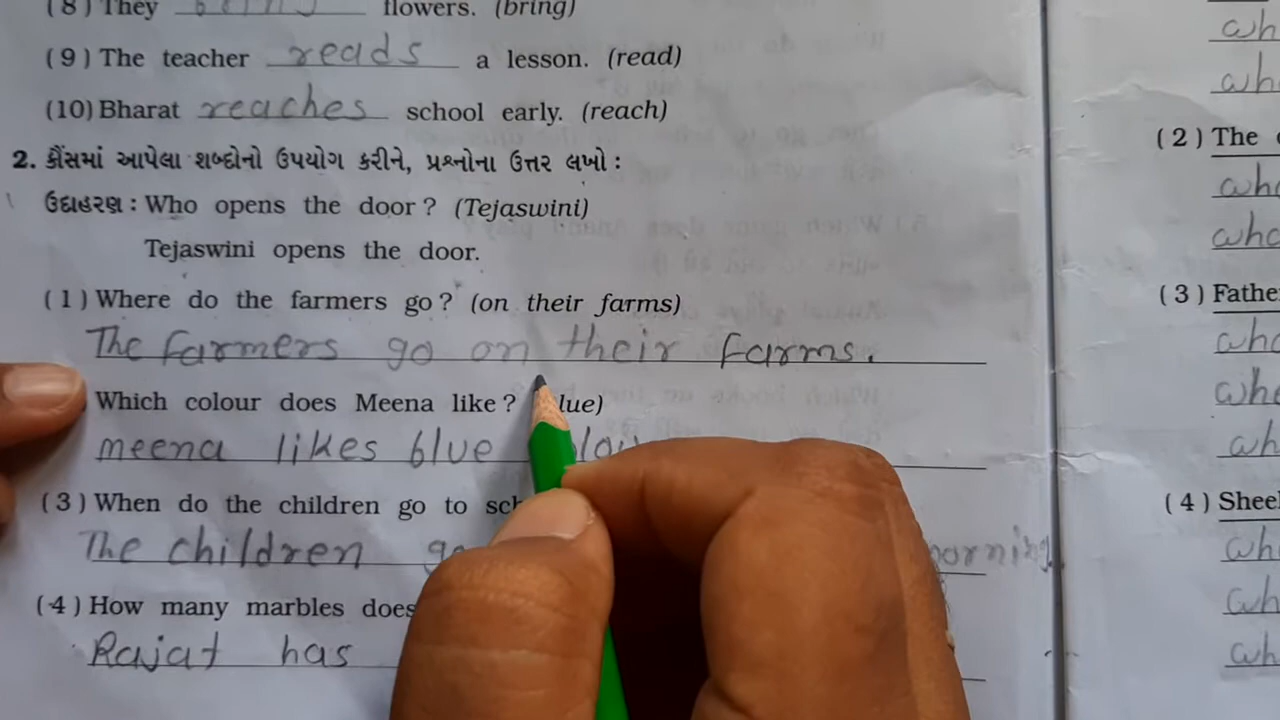 (8) They flowers. (bring)
(9) The teacher reads a lesson. (read)
(10) Bharat reaches school early. (reach)
2. કૌંસમાં આપેલા શબ્દોનો ઉપયોગ કરીને, પ્રશ્નોના ઉત્તર લખો :
ઉદાહરણ : Who opens the door? (Tejaswini)
Tejaswini opens the door.
(1) Where do the farmers go? (on their farms)
The farmers go on their farms.
Which colour does Meena like?
meena likes blue
(3) When do the children go to
The children
(4) How many marbles does
Rajat has
(2) The
(3)
(4)